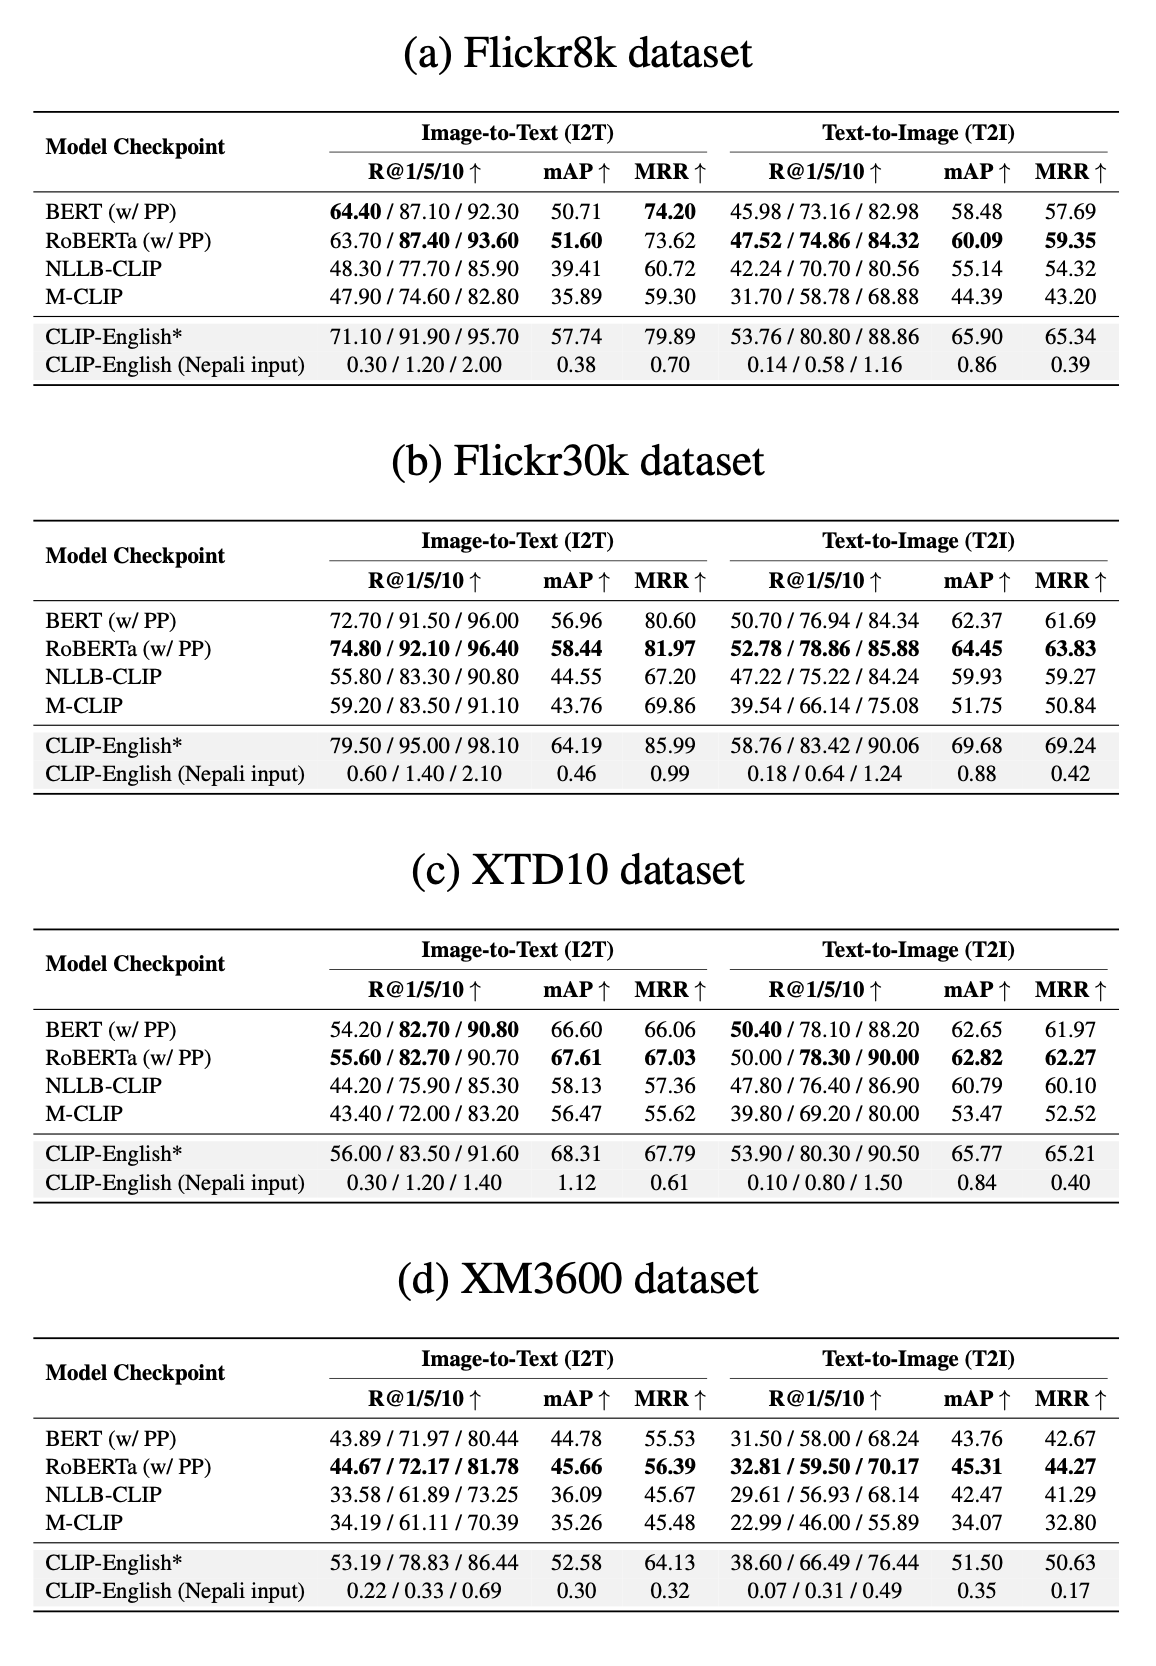 (a) Flickr8k dataset
Model Checkpoint Image-to-Text (I2T) Text-to-Image (T2I)
R@1/5/10 ↑ mAP ↑ MRR ↑ R@1/5/10 ↑ mAP ↑ MRR ↑
BERT (w/ PP) 64.40 / 87.10 / 92.30 50.71 74.20 45.98 / 73.16 / 82.98 58.48 57.69
RoBERTa (w/ PP) 63.70 / 87.40 / 93.60 51.60 73.62 47.52 / 74.86 / 84.32 60.09 59.35
NLLB-CLIP 48.30 / 77.70 / 85.90 39.41 60.72 42.24 / 70.70 / 80.56 55.14 54.32
M-CLIP 47.90 / 74.60 / 82.80 35.89 59.30 31.70 / 58.78 / 68.88 44.39 43.20
CLIP-English* 71.10 / 91.90 / 95.70 57.74 79.89 53.76 / 80.80 / 88.86 65.90 65.34
CLIP-English (Nepali input) 0.30 / 1.20 / 2.00 0.38 0.70 0.14 / 0.58 / 1.16 0.86 0.39
(b) Flickr30k dataset
Model Checkpoint Image-to-Text (I2T) Text-to-Image (T2I)
R@1/5/10 ↑ mAP ↑ MRR ↑ R@1/5/10 ↑ mAP ↑ MRR ↑
BERT (w/ PP) 72.70 / 91.50 / 96.00 56.96 80.60 50.70 / 76.94 / 84.34 62.37 61.69
RoBERTa (w/ PP) 74.80 / 92.10 / 96.40 58.44 81.97 52.78 / 78.86 / 85.88 64.45 63.83
NLLB-CLIP 55.80 / 83.30 / 90.80 44.55 67.20 47.22 / 75.22 / 84.24 59.93 59.27
M-CLIP 59.20 / 83.50 / 91.10 43.76 69.86 39.54 / 66.14 / 75.08 51.75 50.84
CLIP-English* 79.50 / 95.00 / 98.10 64.19 85.99 58.76 / 83.42 / 90.06 69.68 69.24
CLIP-English (Nepali input) 0.60 / 1.40 / 2.10 0.46 0.99 0.18 / 0.64 / 1.24 0.88 0.42
(c) XTD10 dataset
Model Checkpoint Image-to-Text (I2T) Text-to-Image (T2I)
R@1/5/10 ↑ mAP ↑ MRR ↑ R@1/5/10 ↑ mAP ↑ MRR ↑
BERT (w/ PP) 54.20 / 82.70 / 90.80 66.60 66.06 50.40 / 78.10 / 88.20 62.65 61.97
RoBERTa (w/ PP) 55.60 / 82.70 / 90.70 67.61 67.03 50.00 / 78.30 / 90.00 62.82 62.27
NLLB-CLIP 44.20 / 75.90 / 85.30 58.13 57.36 47.80 / 76.40 / 86.90 60.79 60.10
M-CLIP 43.40 / 72.00 / 83.20 56.47 55.62 39.80 / 69.20 / 80.00 53.47 52.52
CLIP-English* 56.00 / 83.50 / 91.60 68.31 67.79 53.90 / 80.30 / 90.50 65.77 65.21
CLIP-English (Nepali input) 0.30 / 1.20 / 1.40 1.12 0.61 0.10 / 0.80 / 1.50 0.84 0.40
(d) XM3600 dataset
Model Checkpoint Image-to-Text (I2T) Text-to-Image (T2I)
R@1/5/10 ↑ mAP ↑ MRR ↑ R@1/5/10 ↑ mAP ↑ MRR ↑
BERT (w/ PP) 43.89 / 71.97 / 80.44 44.78 55.53 31.50 / 58.00 / 68.24 43.76 42.67
RoBERTa (w/ PP) 44.67 / 72.17 / 81.78 45.66 56.39 32.81 / 59.50 / 70.17 45.31 44.27
NLLB-CLIP 33.58 / 61.89 / 73.25 36.09 45.67 29.61 / 56.93 / 68.14 42.47 41.29
M-CLIP 34.19 / 61.11 / 70.39 35.26 45.48 22.99 / 46.00 / 55.89 34.07 32.80
CLIP-English* 53.19 / 78.83 / 86.44 52.58 64.13 38.60 / 66.49 / 76.44 51.50 50.63
CLIP-English (Nepali input) 0.22 / 0.33 / 0.69 0.30 0.32 0.07 / 0.31 / 0.49 0.35 0.17